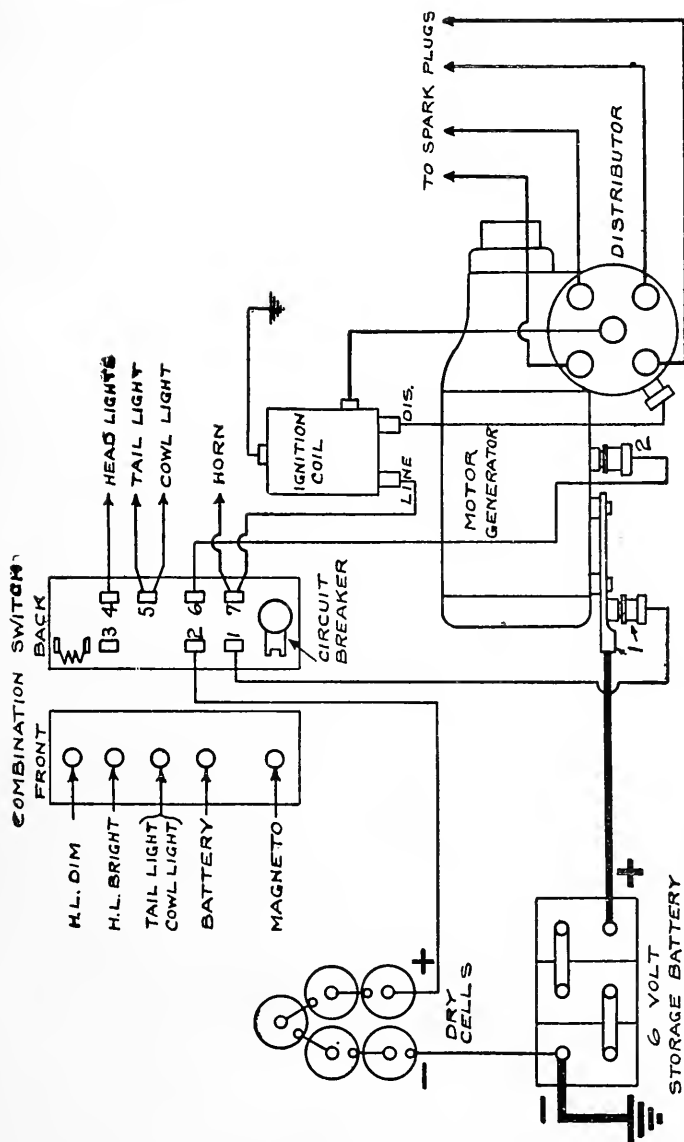 COMBINATION SWITCH
FRONT
BACK
H.L. DIM
H.L. BRIGHT
TAIL LIGHT
COWL LIGHT
BATTERY
MAGNETO
3 4
5
2 6
1 7
CIRCUIT
BREAKER
HEAD LIGHTS
TAIL LIGHT
COWL LIGHT
HORN
IGNITION
COIL
LINE
DIS.
TO SPARK PLUGS
MOTOR
GENERATOR
DISTRIBUTOR
1
2
DRY
CELLS
+
−
6 VOLT
STORAGE BATTERY
+
−